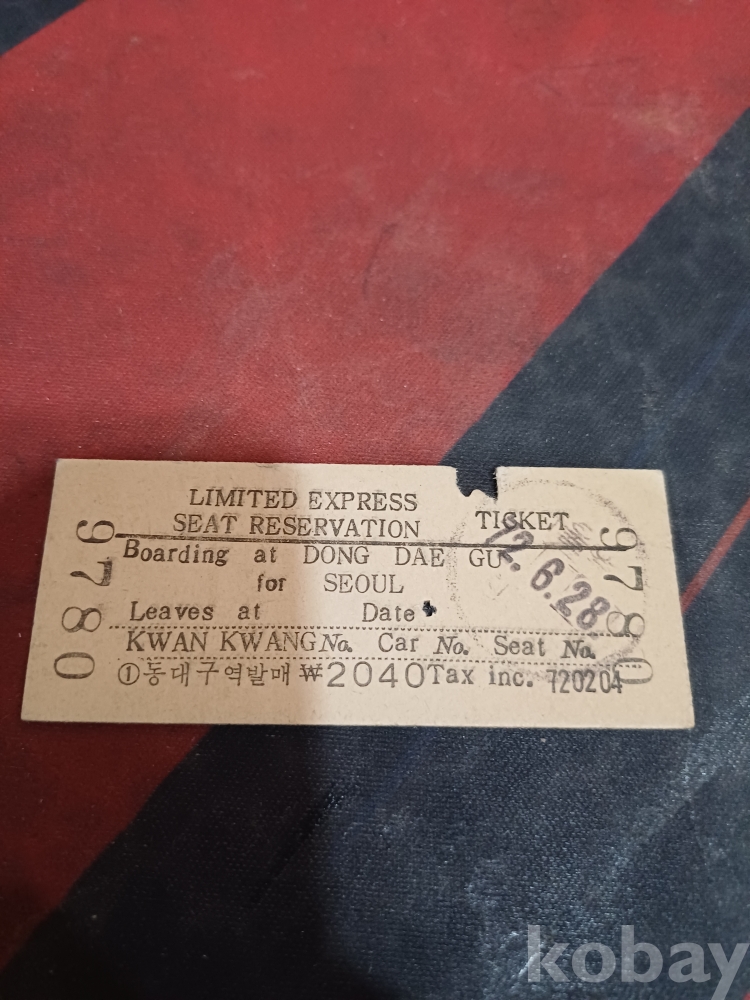 LIMITED EXPRESS
SEAT RESERVATION TICKET
Boarding at DONG DAE GU
for SEOUL
Leaves at Date
KWAN KWANG No. Car No. Seat No.
①동대구역발매 ₩2040 Tax inc. 720204
9780
9780
72.6.28
kobay